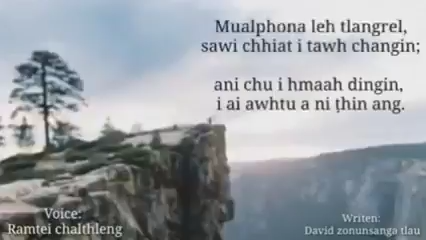 Mualphona leh tlangrel,
sawi chhiat i tawh changin;
ani chu i hmaah dingin,
i ai awhtu a ni ṭhin ang.
Voice:
Ramtei chalthleng
Writen:
David zonunsanga tlau